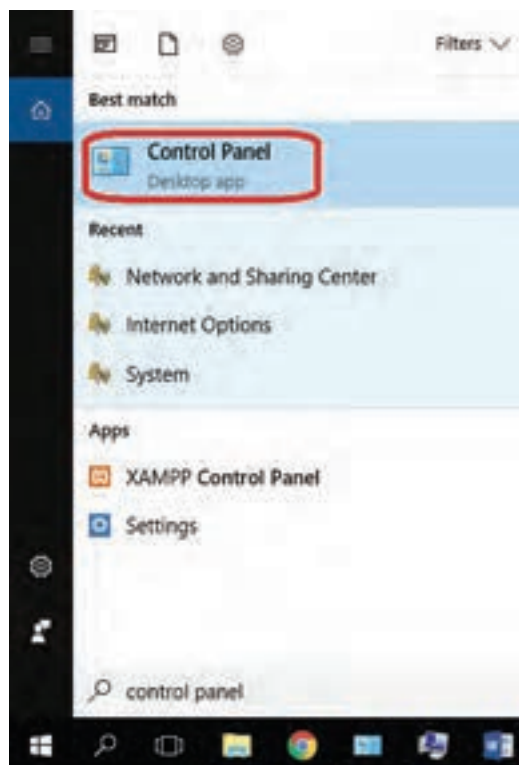 Filters
Best match
Control Panel
Desktop app
Recent
Network and Sharing Center
Internet Options
System
Apps
XAMPP Control Panel
Settings
control panel